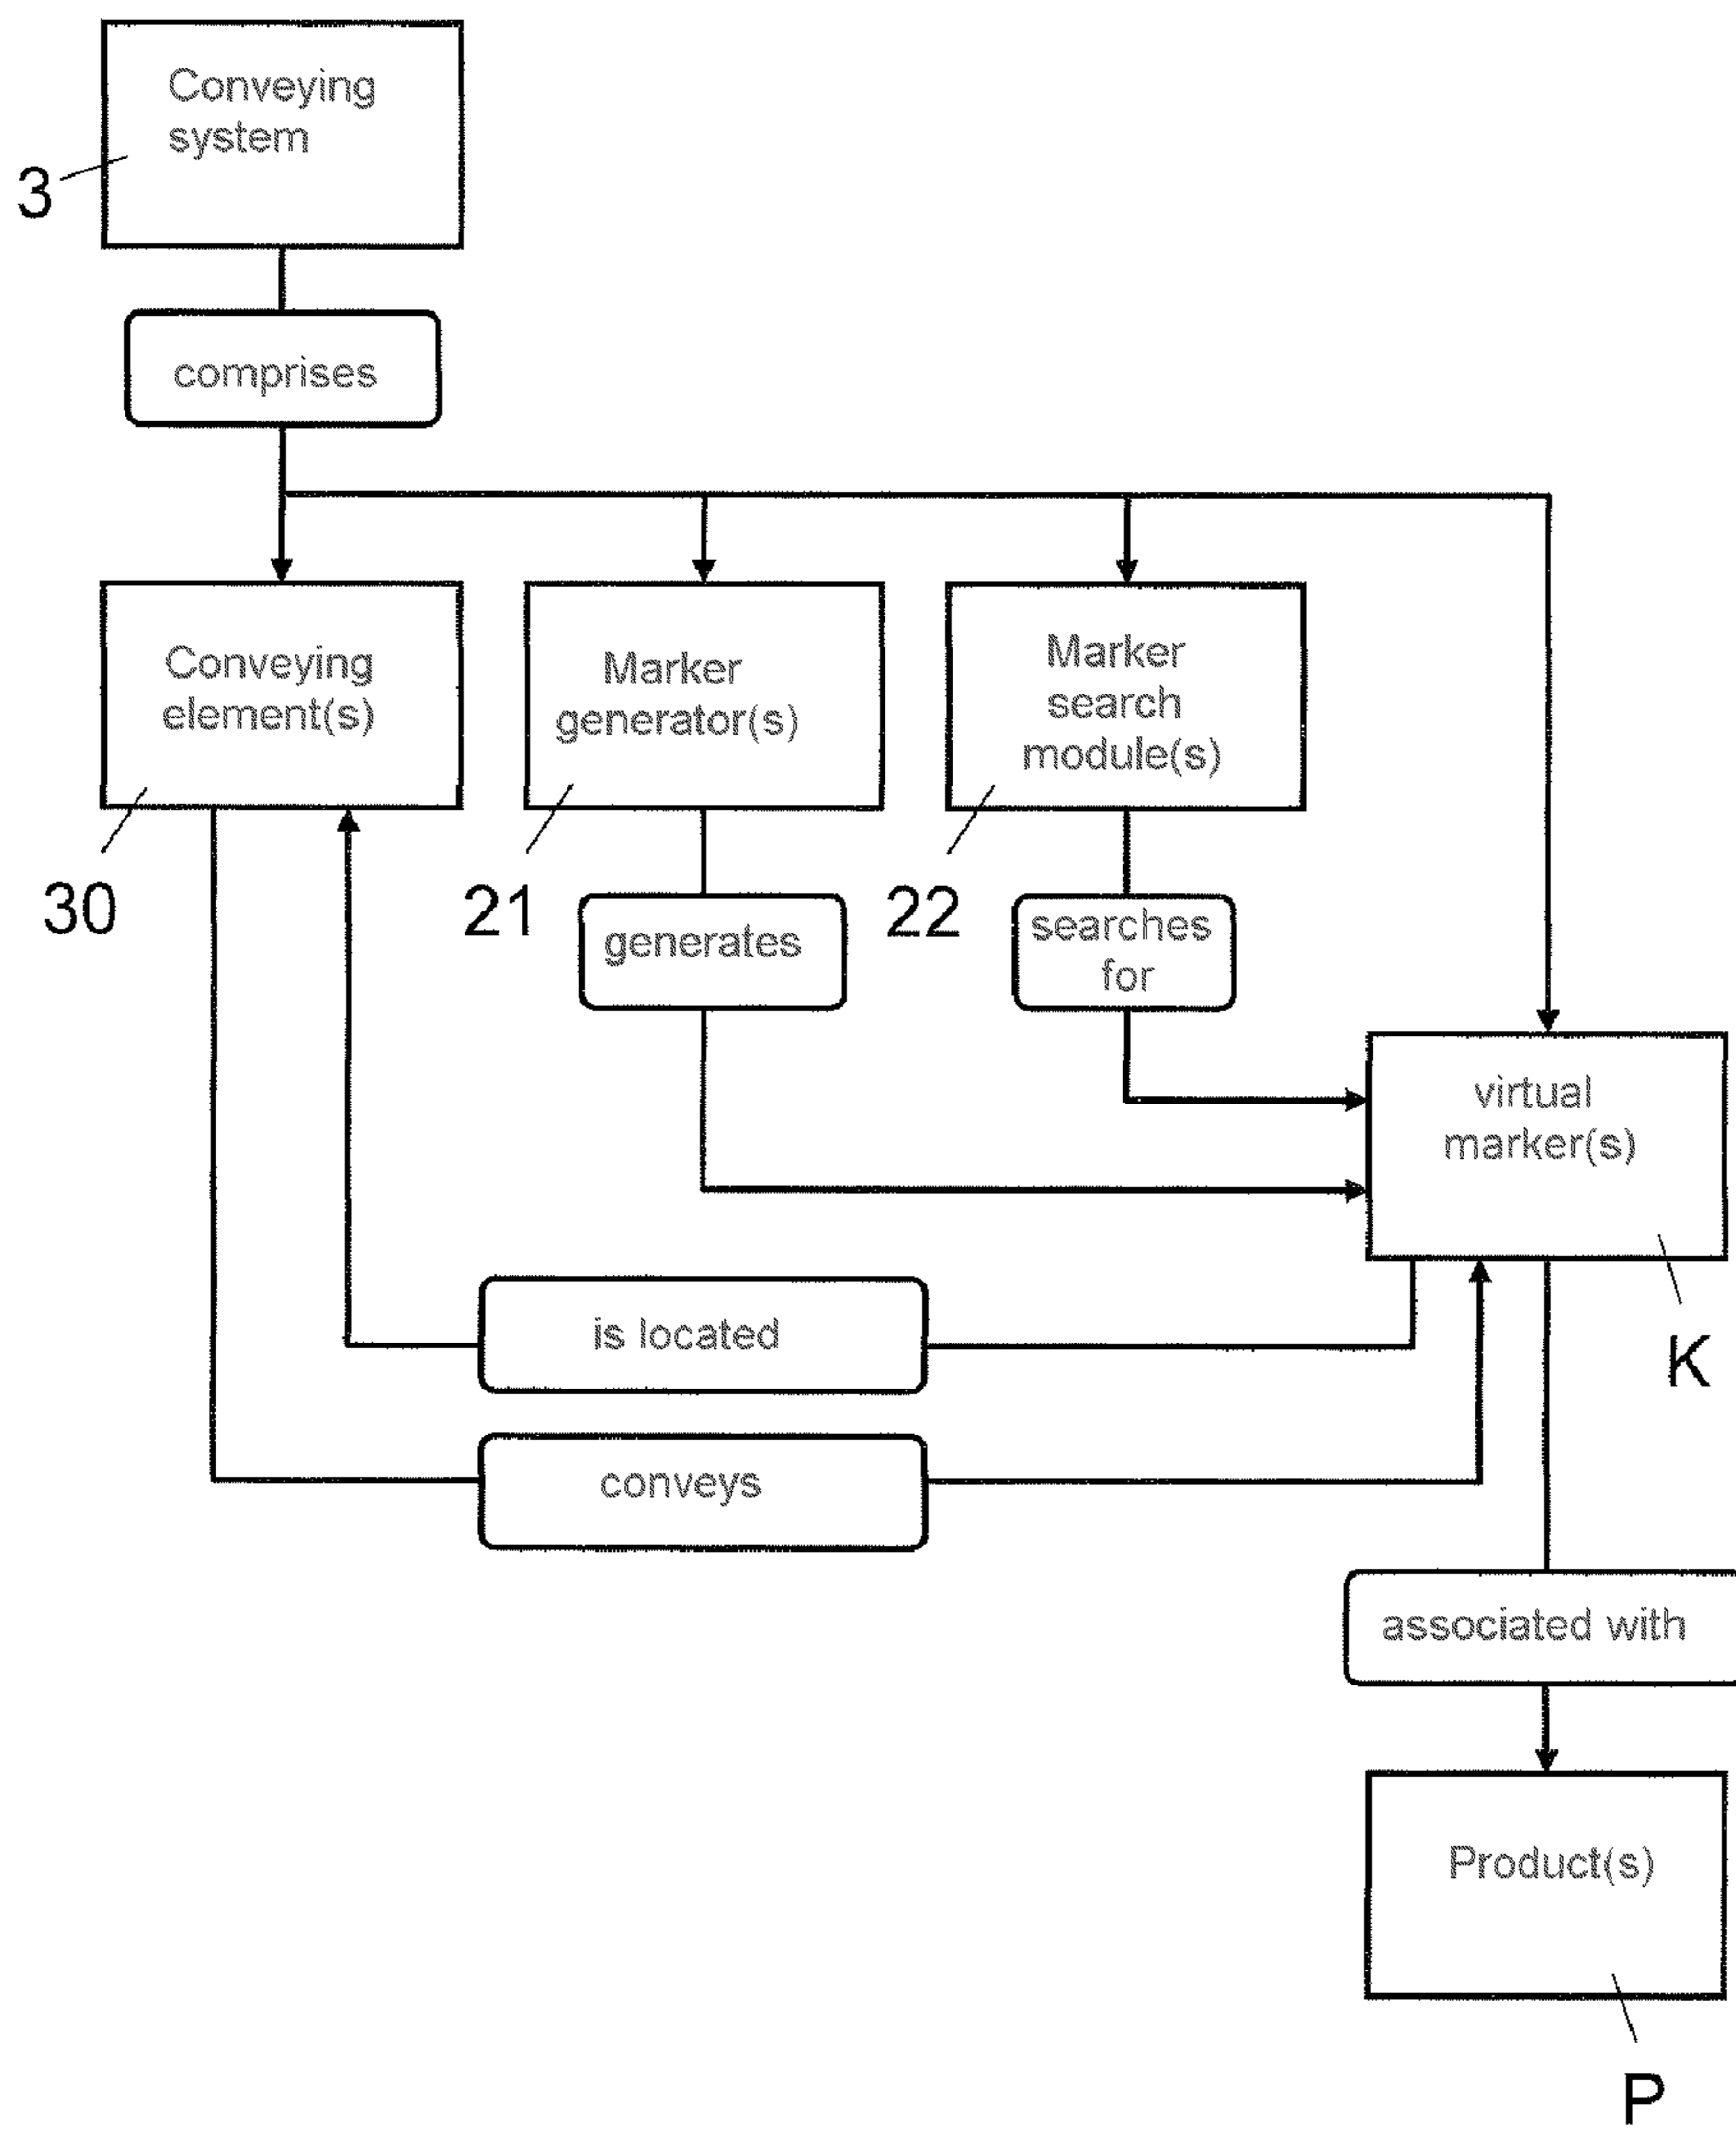 Conveying
system
3
comprises
Conveying
element(s)
30
Marker
generator(s)
21
Marker
search
module(s)
22
generates
searches
for
virtual
marker(s)
K
is located
conveys
associated with
Product(s)
P